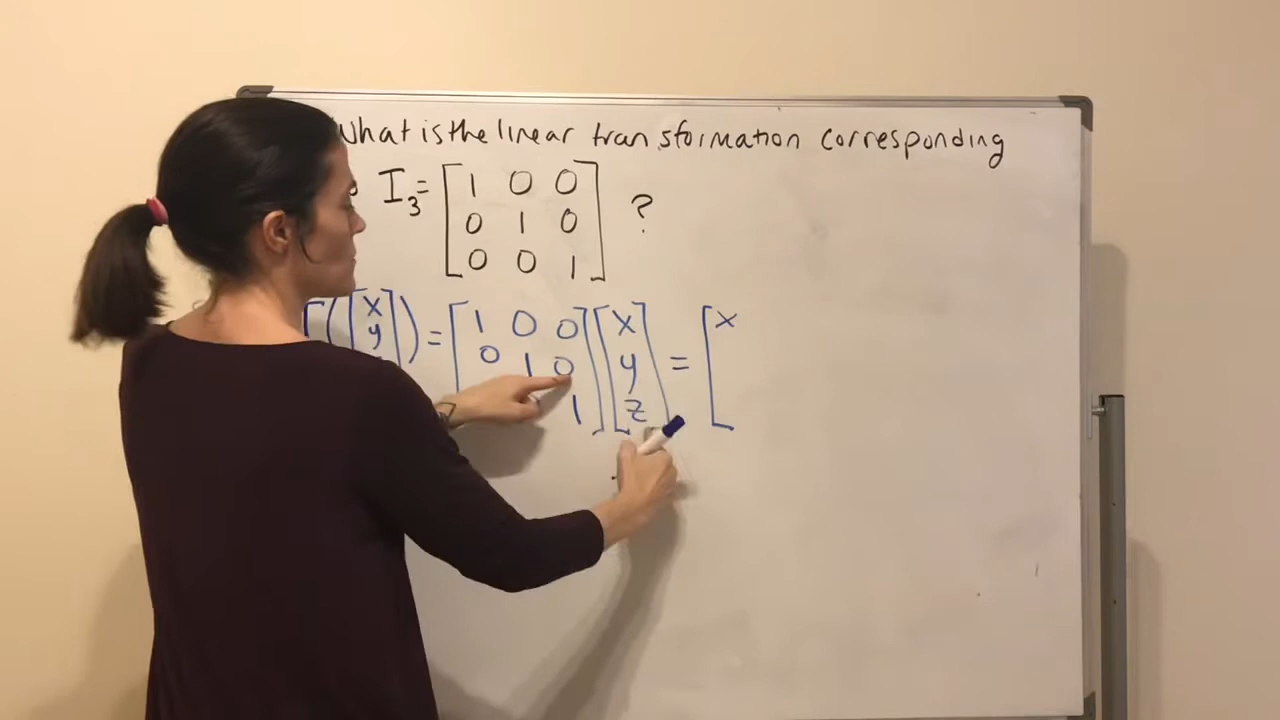 What is the linear transformation corresponding
I₃ = [1 0 0
0 1 0
0 0 1] ?
([x y]) = [1 0 0
0 1 0
1] [x y z] = [x